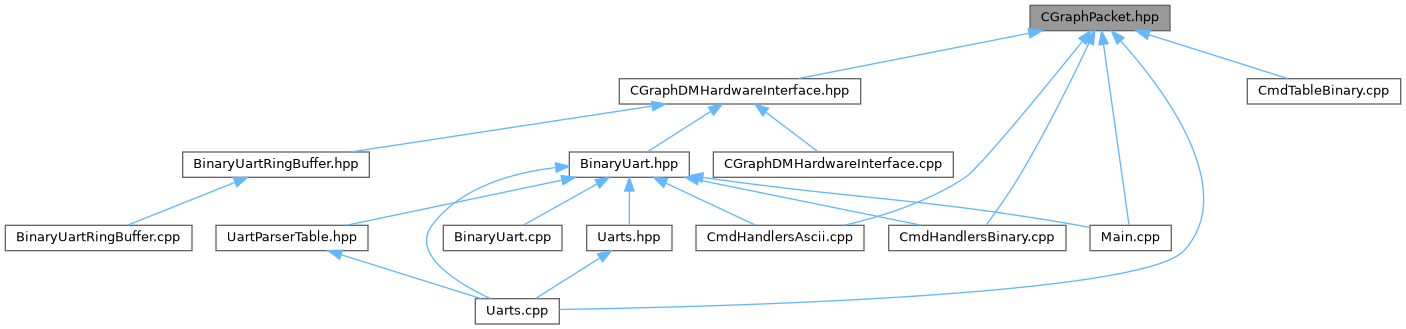 CGraphPacket.hpp
CGraphDMHardwareInterface.hpp
CmdTableBinary.cpp
BinaryUartRingBuffer.hpp
BinaryUart.hpp
CGraphDMHardwareInterface.cpp
BinaryUartRingBuffer.cpp
UartParserTable.hpp
BinaryUart.cpp
Uarts.hpp
CmdHandlersAscii.cpp
CmdHandlersBinary.cpp
Main.cpp
Uarts.cpp